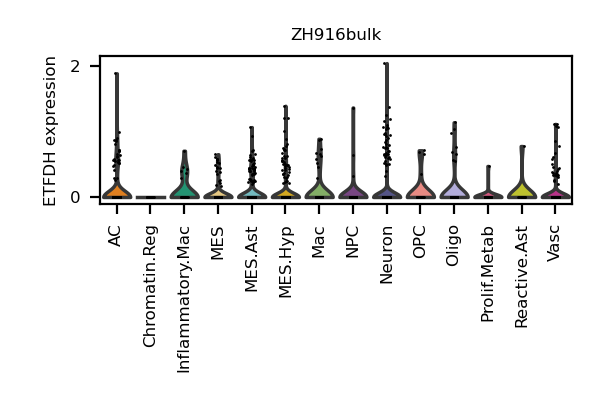 ZH916bulk
ETFDH expression
2
0
AC
Chromatin.Reg
Inflammatory.Mac
MES
MES.Ast
MES.Hyp
Mac
NPC
Neuron
OPC
Oligo
Prolif.Metab
Reactive.Ast
Vasc